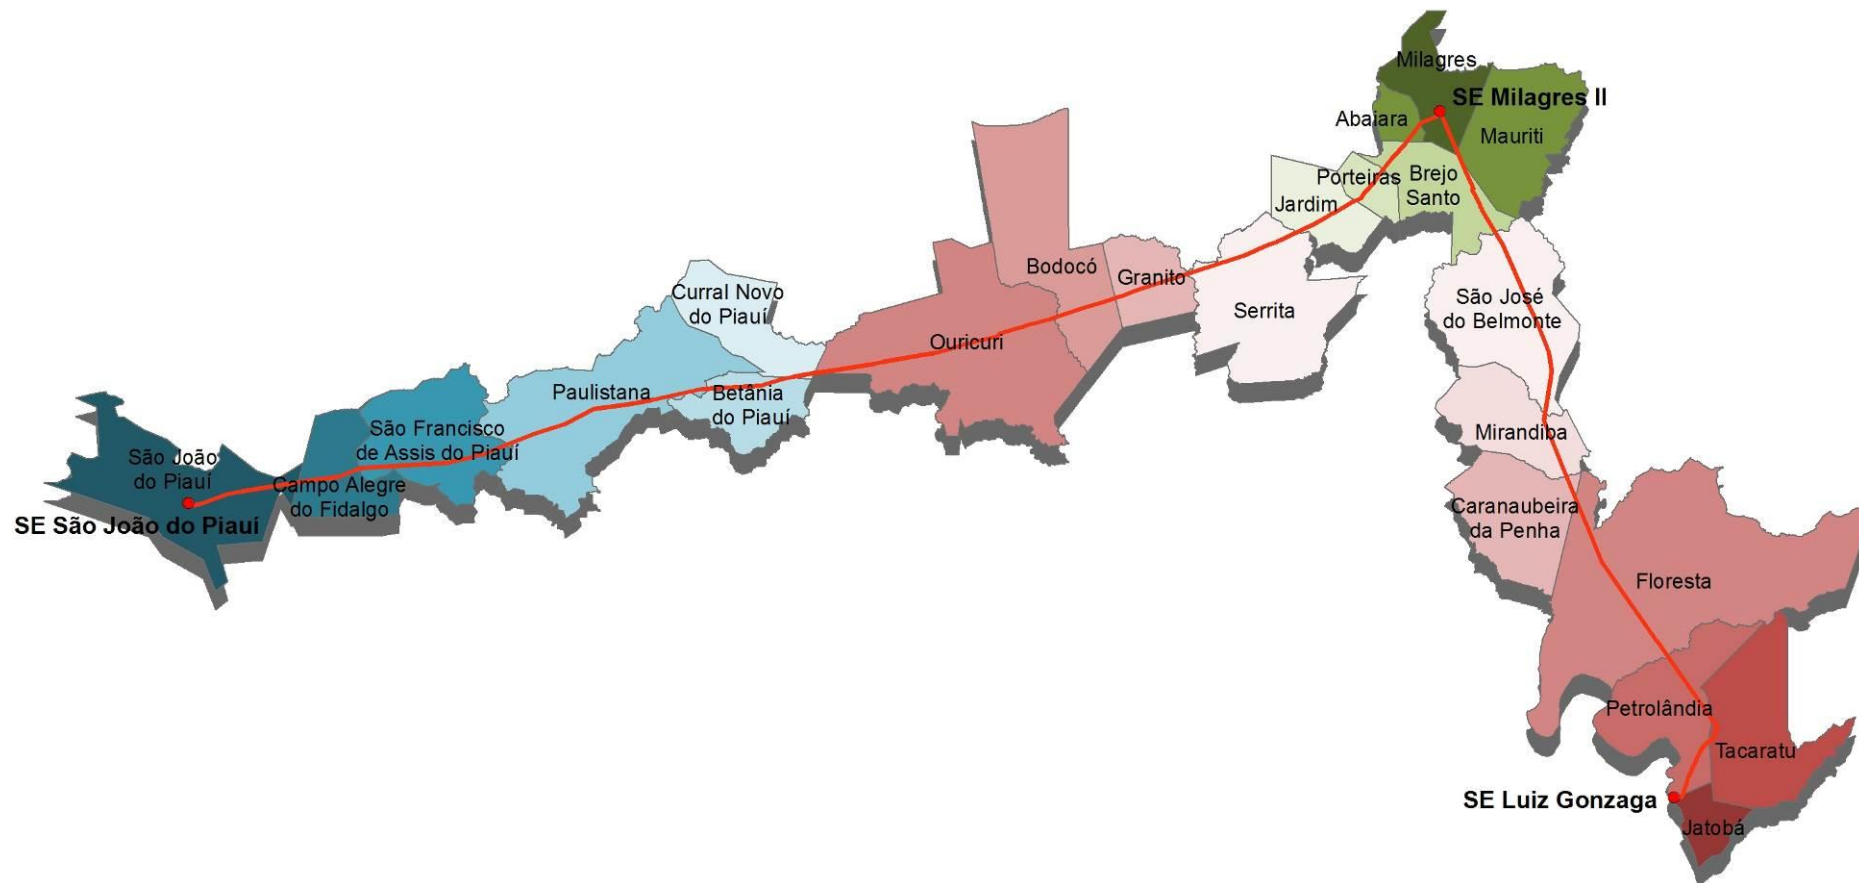 Milagres
SE Milagres II
Abaiara
Mauriti
Porteiras
Brejo
Santo
Jardim
Bodocó
Granito
Curral Novo
do Piauí
São José
do Belmonte
Serrita
Ouricuri
Paulistana
Betânia
do Piauí
São Francisco
de Assis do Piauí
Mirandiba
São João
do Piauí
Campo Alegre
do Fidalgo
SE São João do Piauí
Caranaubeira
da Penha
Floresta
Petrolândia
Tacaratu
SE Luiz Gonzaga
Jatobá